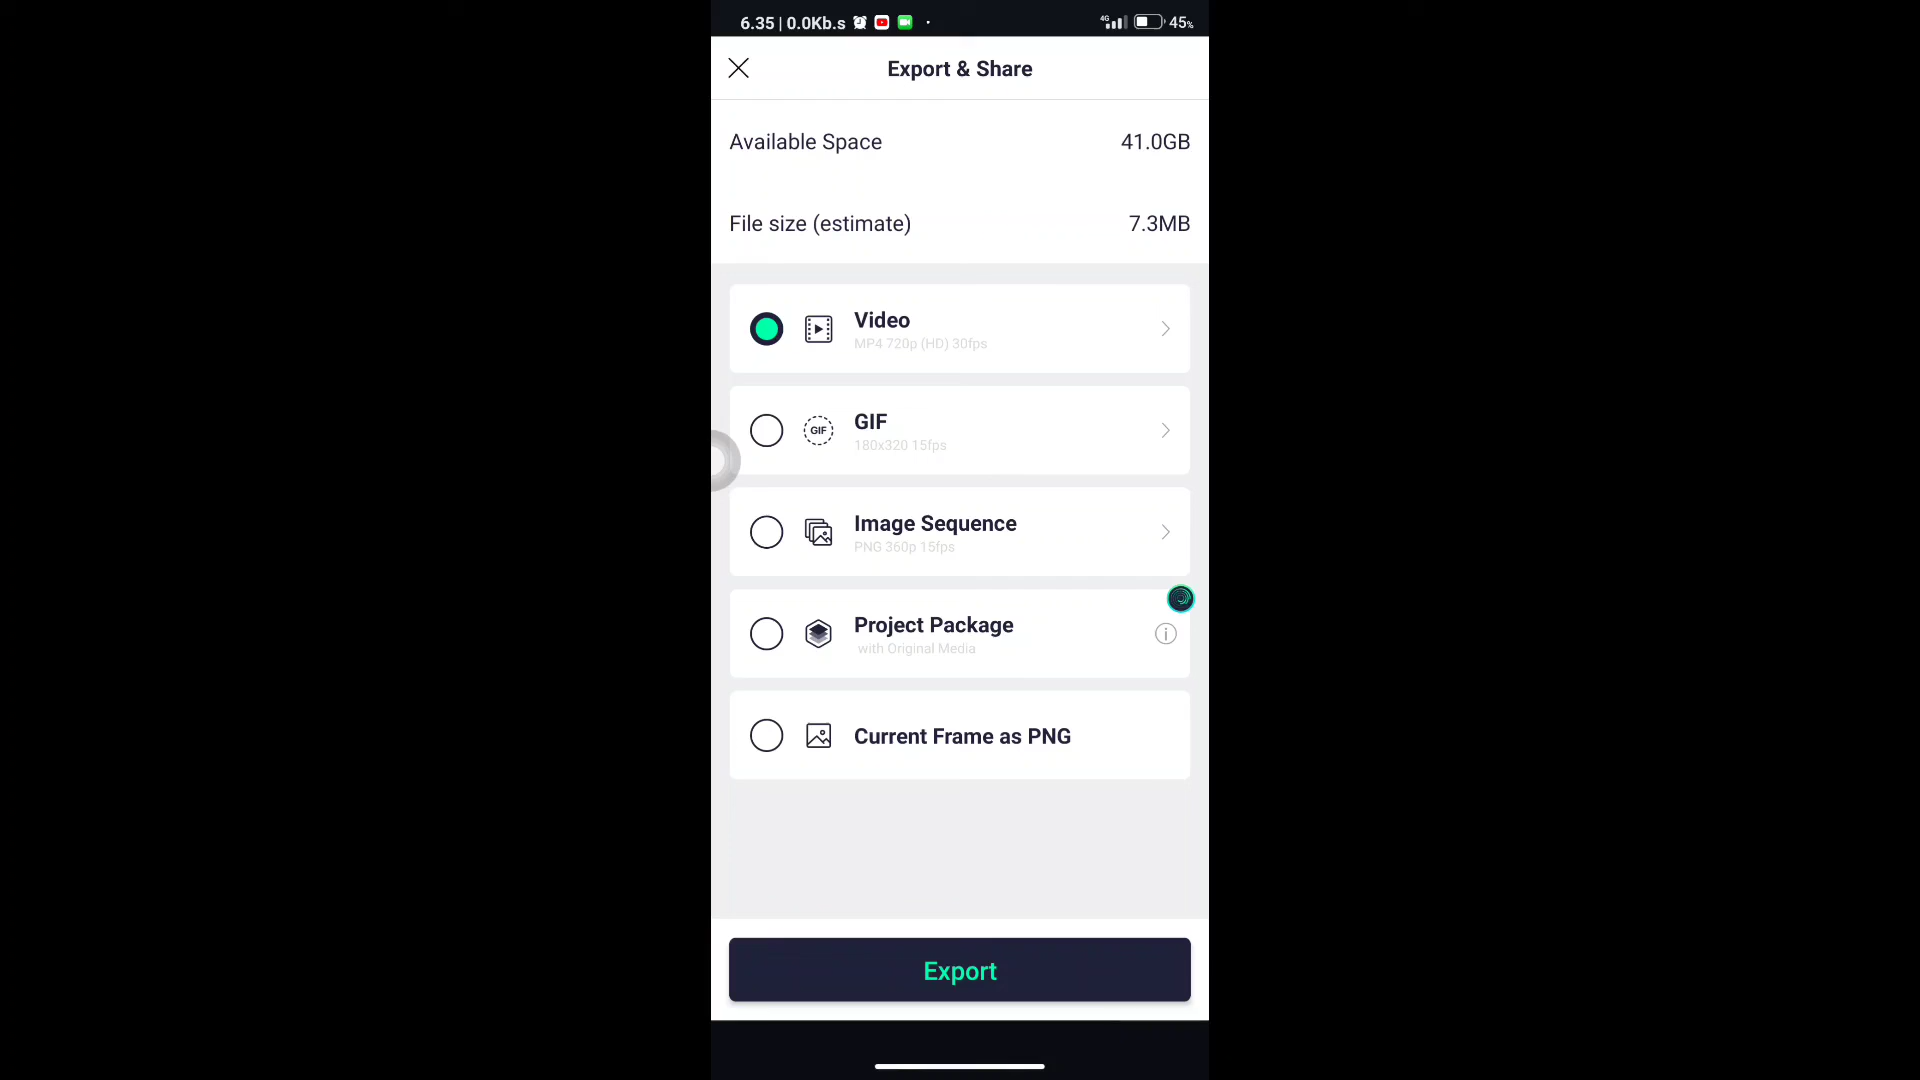 6.35 | 0.0Kb.s 4G 45%
Export & Share
Available Space 41.0GB
File size (estimate) 7.3MB
Video
MP4 720p (HD) 30fps
GIF
GIF
180x320 15fps
Image Sequence
PNG 360p 15fps
Project Package
with Original Media
Current Frame as PNG
Export